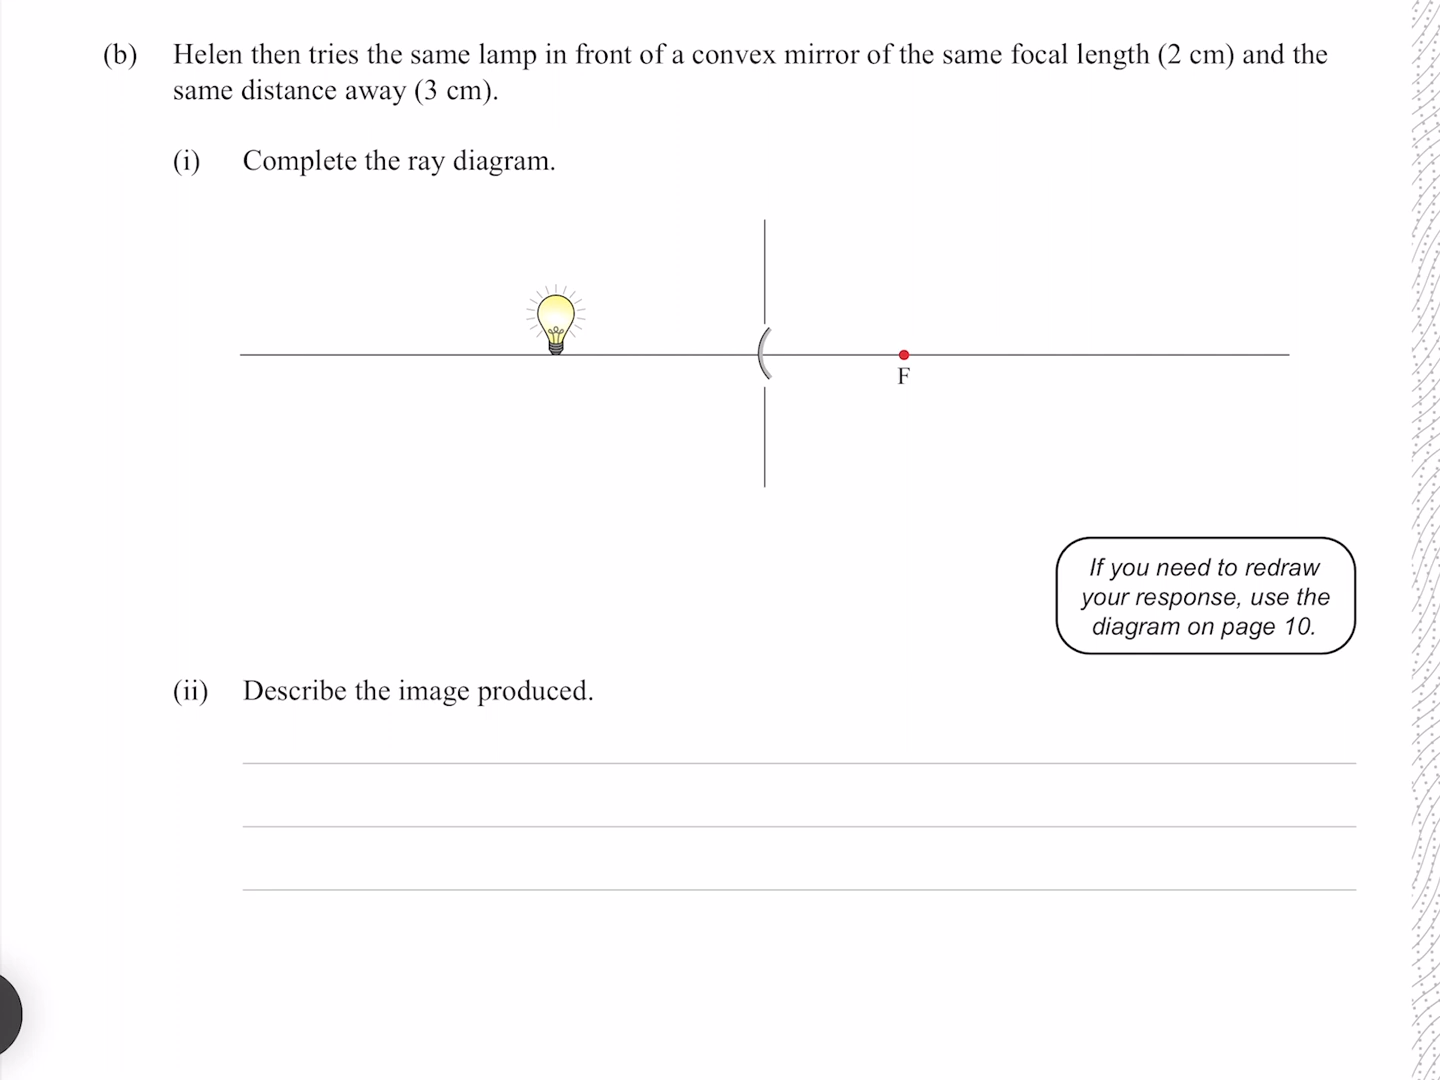 (b) Helen then tries the same lamp in front of a convex mirror of the same focal length (2 cm) and the
same distance away (3 cm).
(i) Complete the ray diagram.
F
If you need to redraw
your response, use the
diagram on page 10.
(ii) Describe the image produced.